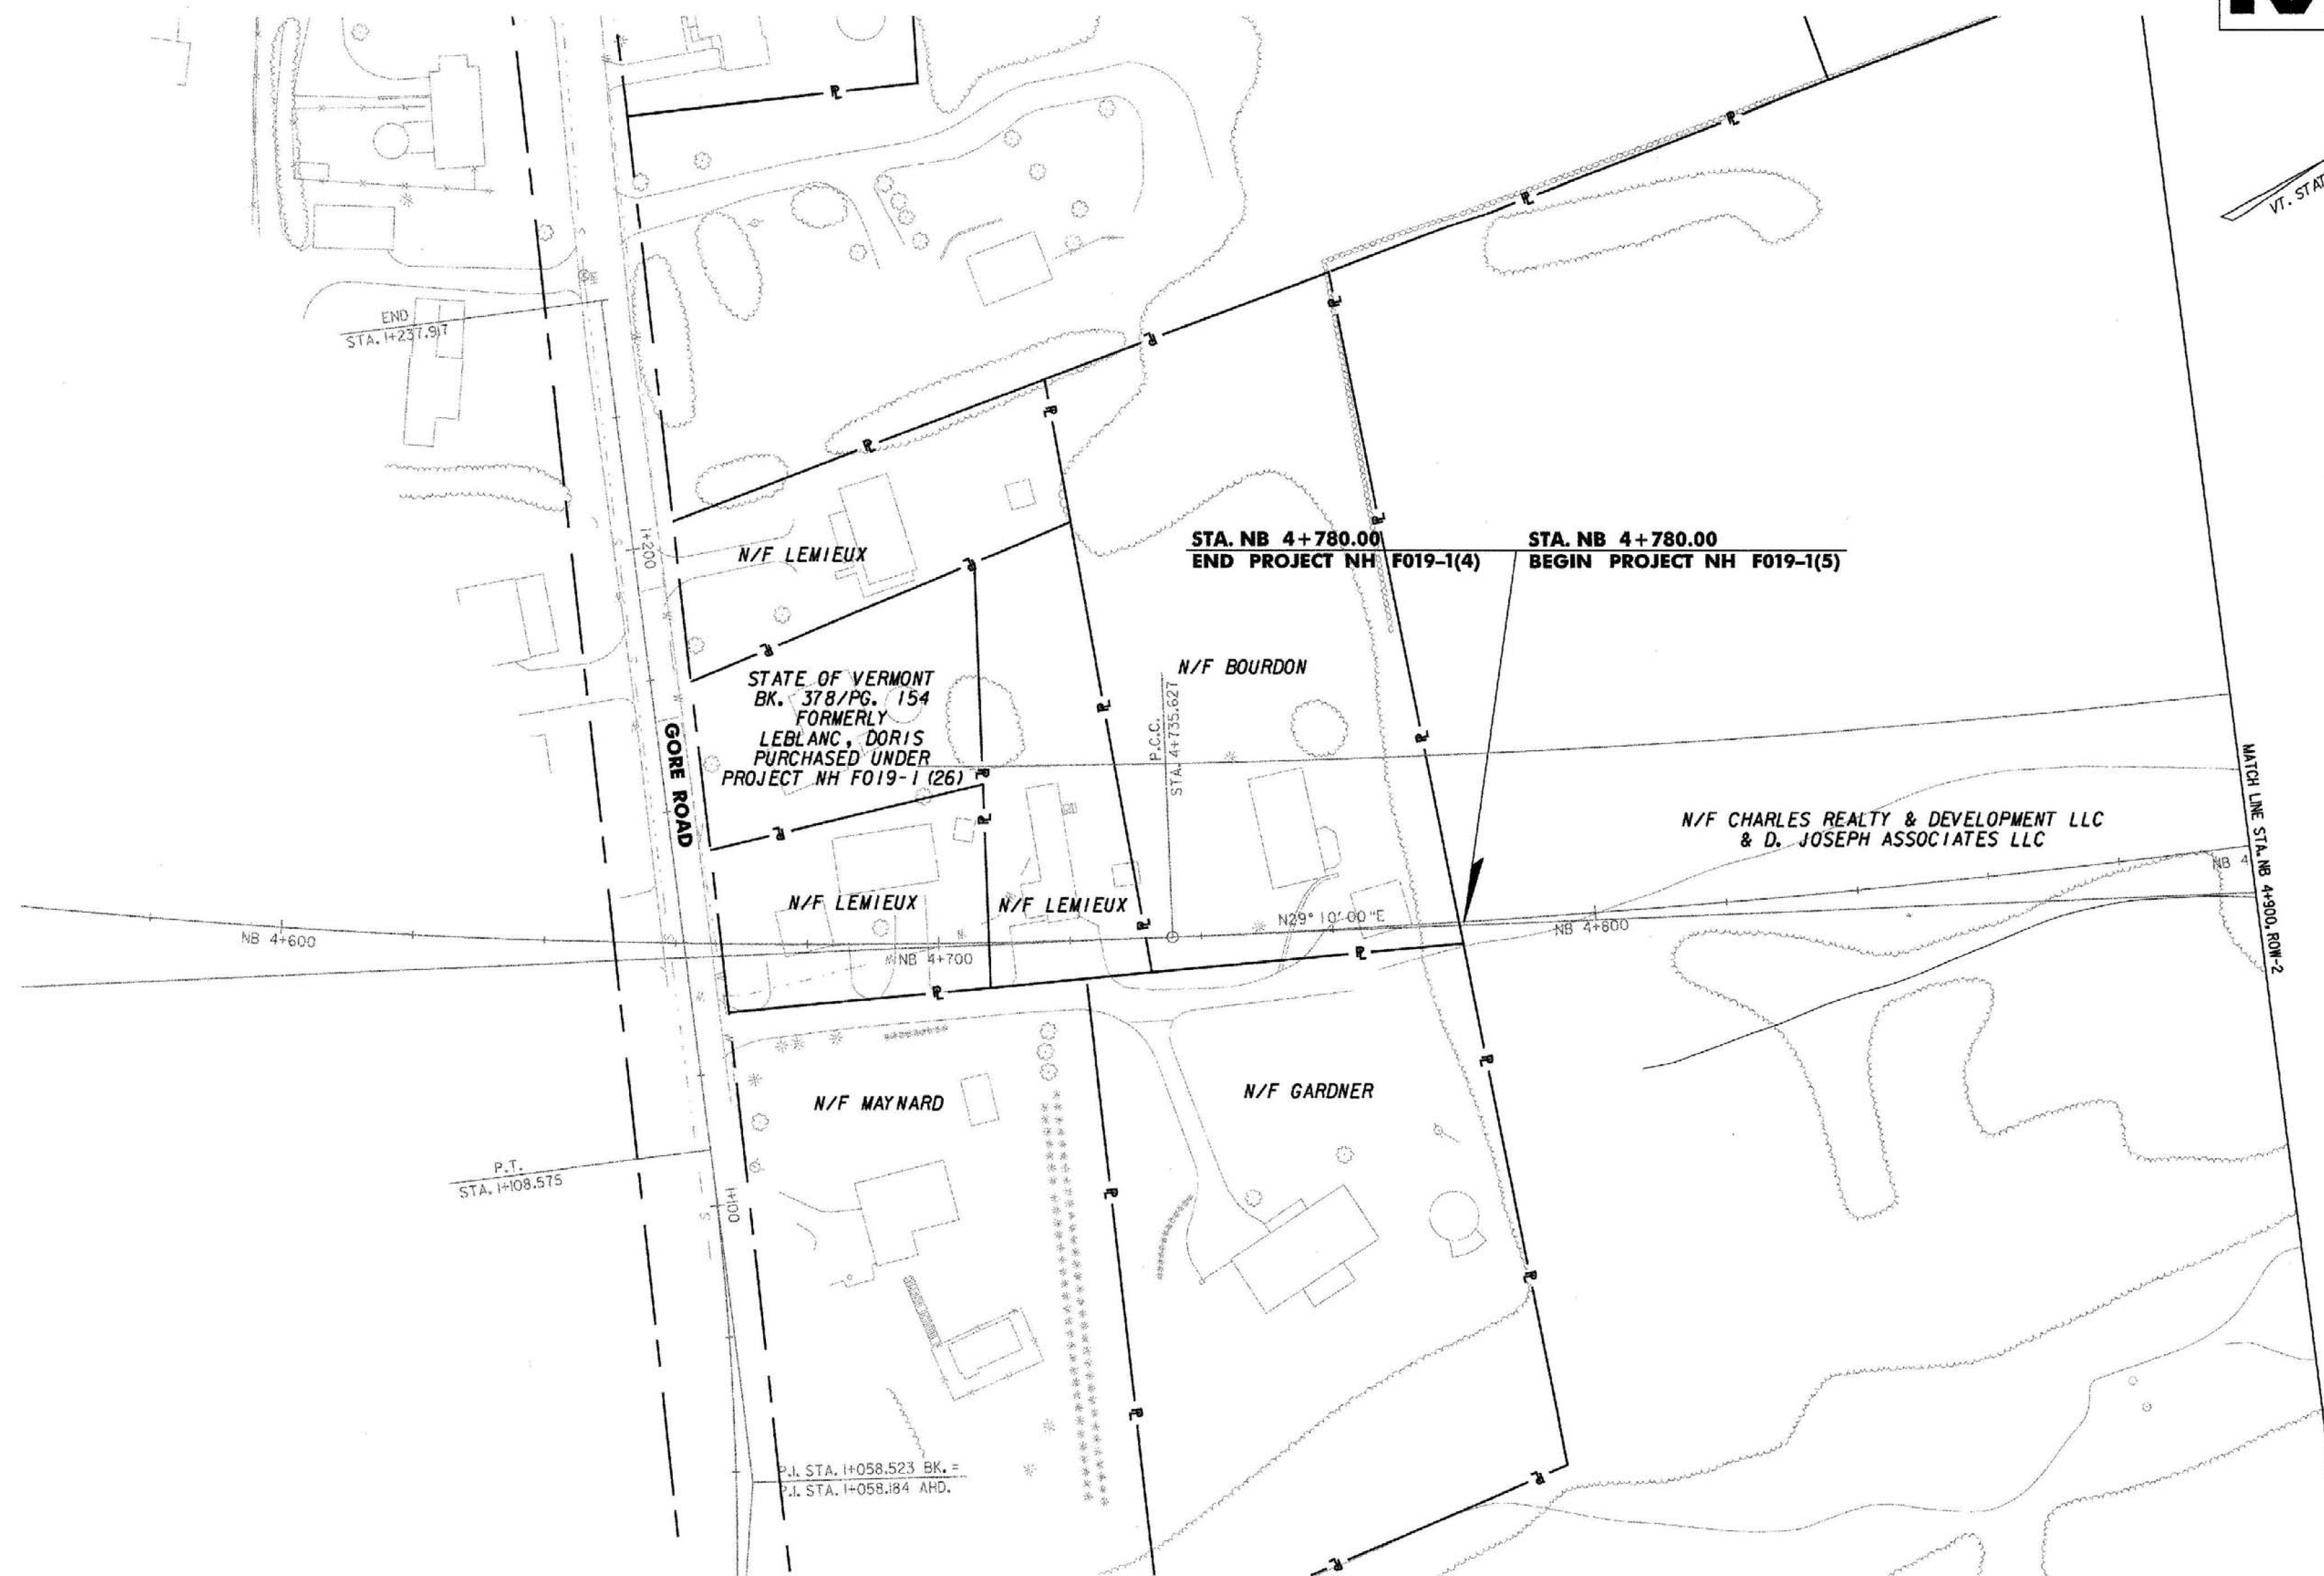 VT. STAT
END
STA. 1+237.917
1+200
N/F LEMIEUX
STA. NB 4+780.00
END PROJECT NH F019-1(4)
STA. NB 4+780.00
BEGIN PROJECT NH F019-1(5)
STATE OF VERMONT
BK. 378/PG. 154
FORMERLY
LEBLANC, DORIS
PURCHASED UNDER
PROJECT NH F019-1 (26)
N/F BOURDON
P.C.C.
STA. 4+735.627
GORE ROAD
MATCH LINE STA. NB 4+900, ROW-2
N/F CHARLES REALTY & DEVELOPMENT LLC
& D. JOSEPH ASSOCIATES LLC
NB 4
N/F LEMIEUX
N/F LEMIEUX
N29° 10' 00"E
NB 4+600
NB 4+700
NB 4+800
N/F MAYNARD
N/F GARDNER
P.T.
STA. 1+108.575
1+100
P.I. STA. 1+058.523 BK. =
P.I. STA. 1+058.184 AHD.